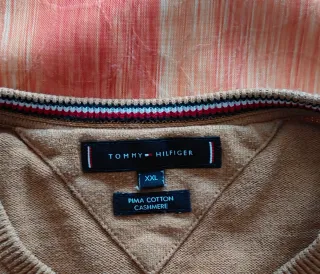 TOMMY HILFIGER
XXL
PIMA COTTON
CASHMERE